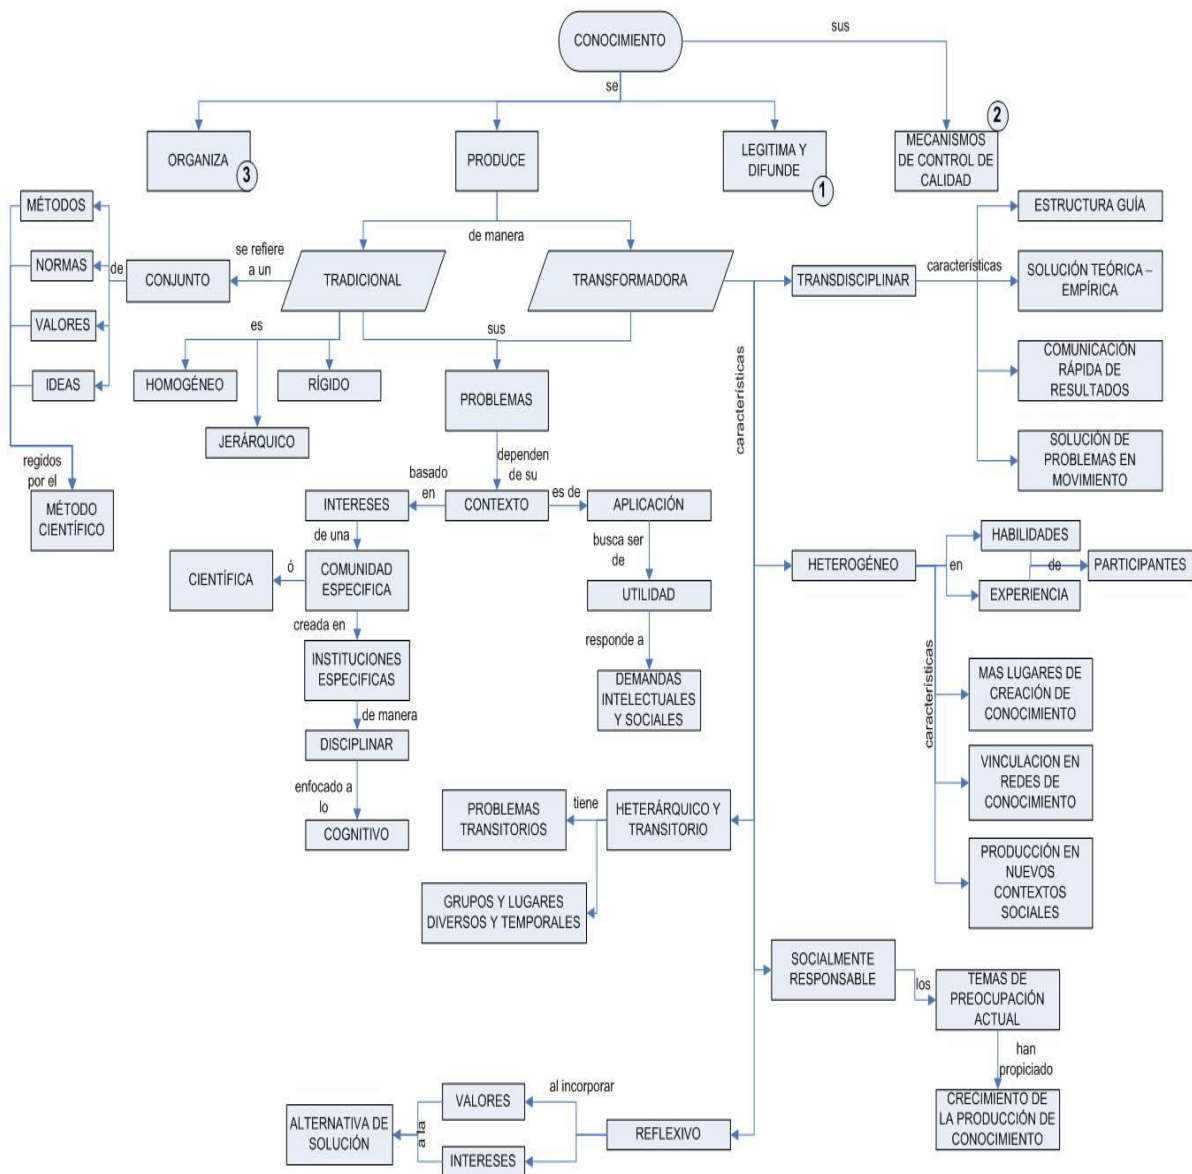 CONOCIMIENTO
sus
se
ORGANIZA
3
PRODUCE
LEGITIMA Y
DIFUNDE
1
2
MECANISMOS
DE CONTROL DE
CALIDAD
MÉTODOS
NORMAS
VALORES
IDEAS
de
CONJUNTO
se refiere
a un
de manera
TRADICIONAL
TRANSFORMADORA
es
HOMOGÉNEO
JERÁRQUICO
RÍGIDO
sus
PROBLEMAS
regidos
por el
MÉTODO
CIENTÍFICO
dependen
de su
CONTEXTO
basado
en
INTERESES
de una
COMUNIDAD
ESPECIFICA
ó
CIENTÍFICA
creada en
INSTITUCIONES
ESPECIFICAS
de manera
DISCIPLINAR
enfocado a
lo
COGNITIVO
es de
APLICACIÓN
busca ser
de
UTILIDAD
responde a
DEMANDAS
INTELECTUALES
Y SOCIALES
características
TRANSDISCIPLINAR
características
ESTRUCTURA GUÍA
SOLUCIÓN TEÓRICA –
EMPÍRICA
COMUNICACIÓN
RÁPIDA DE
RESULTADOS
SOLUCIÓN DE
PROBLEMAS EN
MOVIMIENTO
HETEROGÉNEO
en
HABILIDADES
EXPERIENCIA
de
PARTICIPANTES
características
MAS LUGARES DE
CREACIÓN DE
CONOCIMIENTO
VINCULACION EN
REDES DE
CONOCIMIENTO
PRODUCCIÓN EN
NUEVOS
CONTEXTOS
SOCIALES
HETERÁRQUICO Y
TRANSITORIO
tiene
PROBLEMAS
TRANSITORIOS
GRUPOS Y LUGARES
DIVERSOS Y TEMPORALES
SOCIALMENTE
RESPONSABLE
los
TEMAS DE
PREOCUPACIÓN
ACTUAL
han
propiciado
CRECIMIENTO DE
LA PRODUCCIÓN DE
CONOCIMIENTO
REFLEXIVO
al incorporar
VALORES
INTERESES
a la
ALTERNATIVA DE
SOLUCIÓN